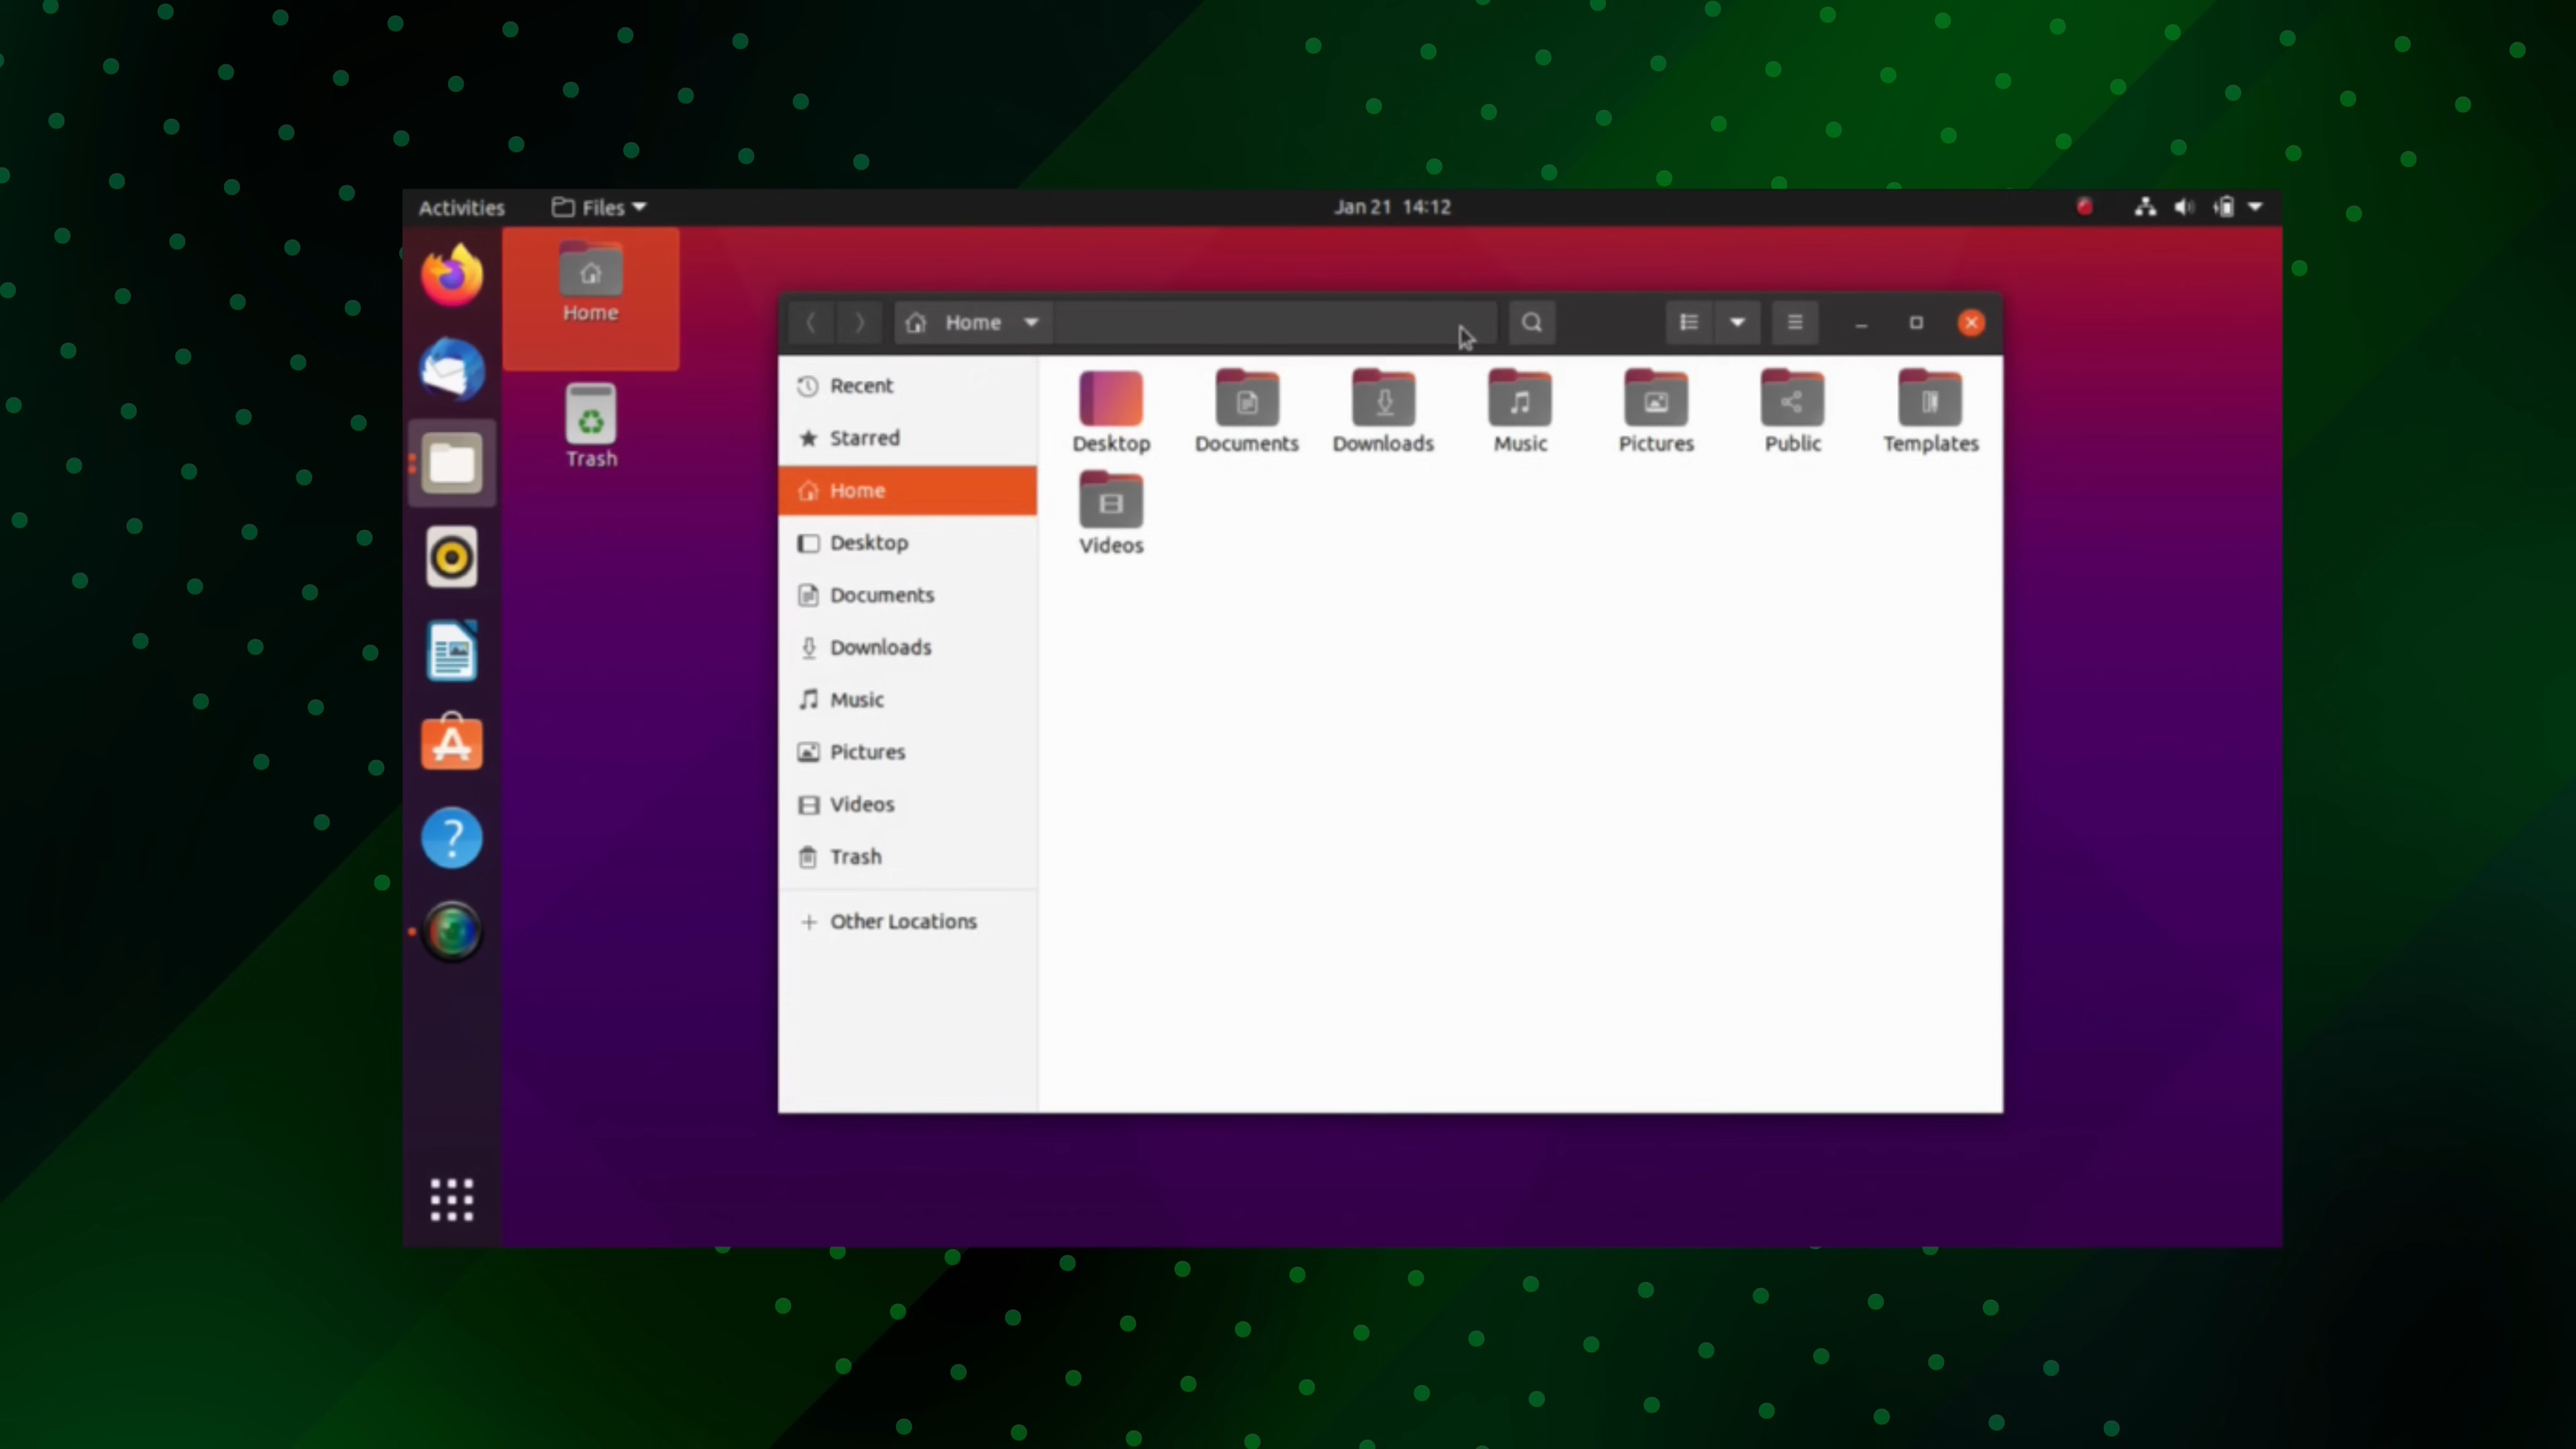 Activities Files Jan 21 14:12
Home
Trash
Home
Recent
Starred
Home
Desktop
Documents
Downloads
Music
Pictures
Videos
Trash
Other Locations
Desktop Documents Downloads Music Pictures Public Templates
Videos